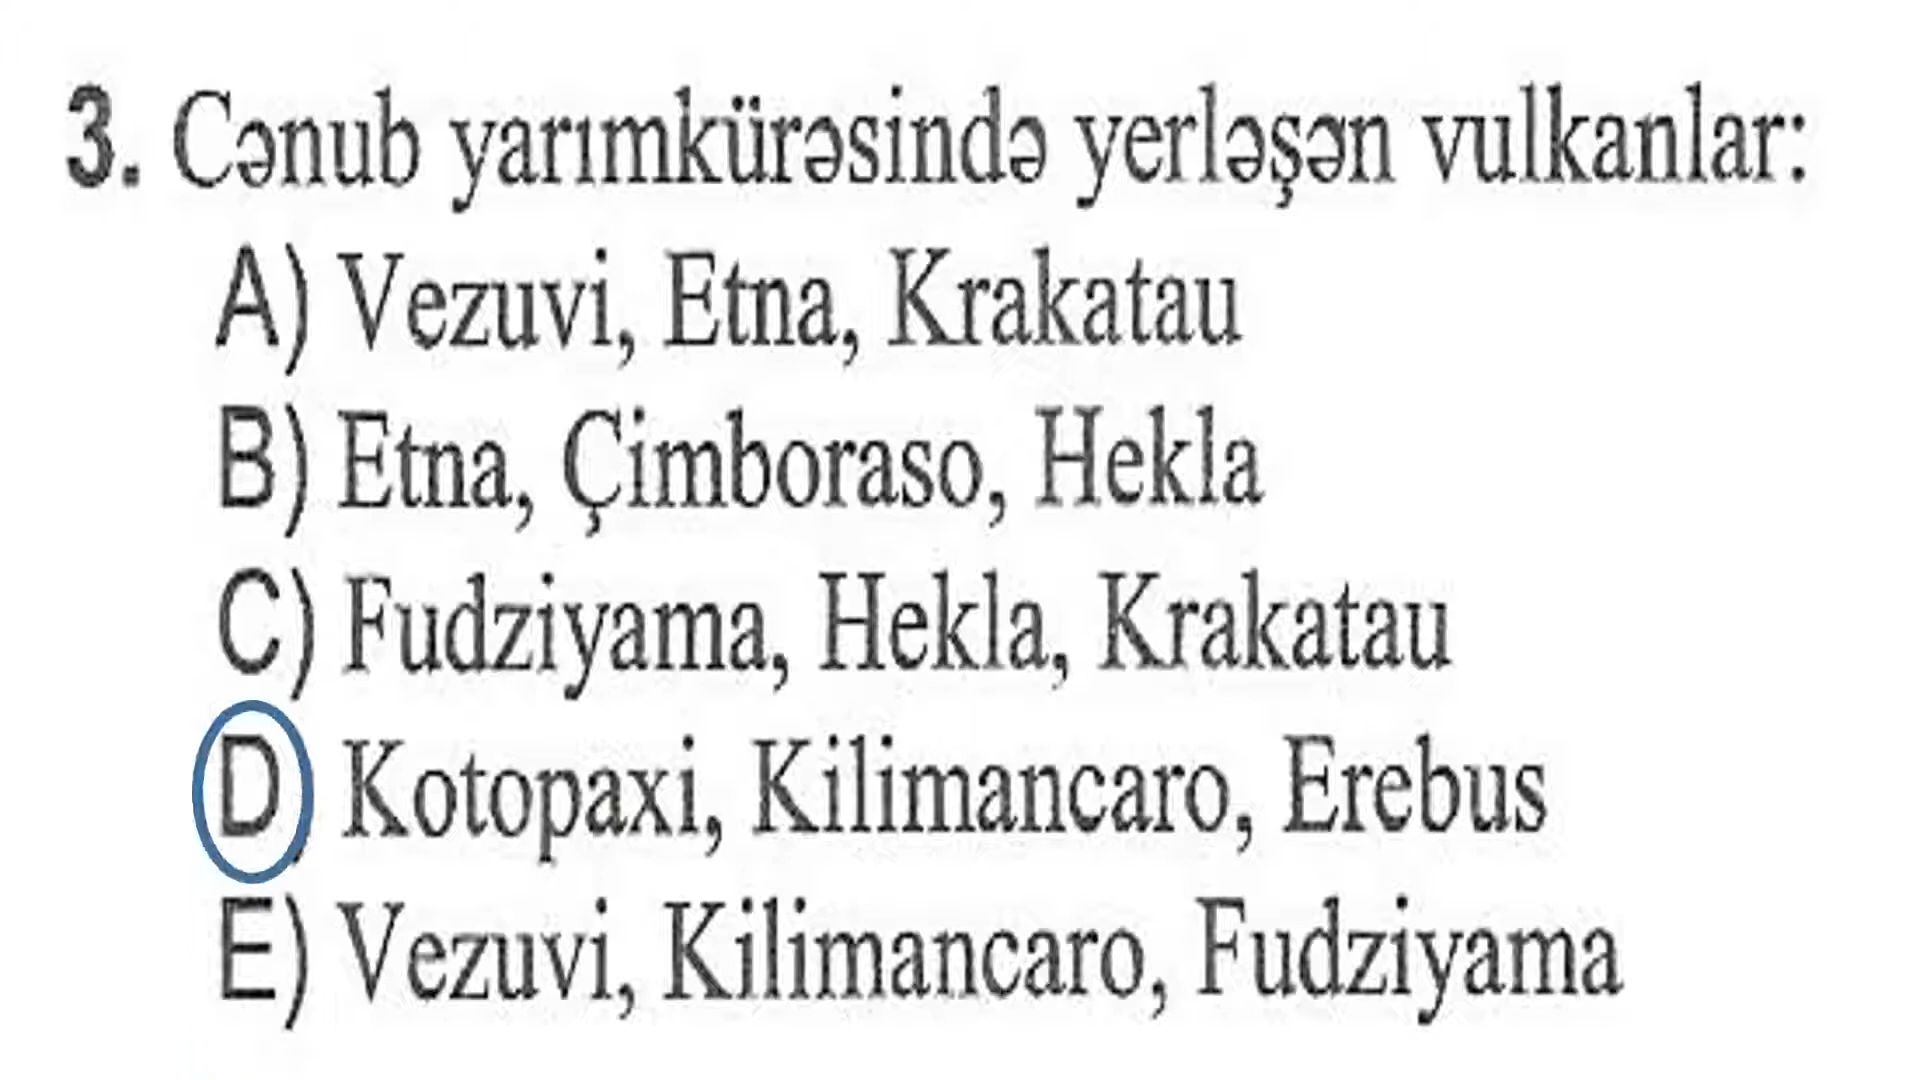 3. Cənub yarımkürəsində yerləşən vulkanlar:
A) Vezuvi, Etna, Krakatau
B) Etna, Çimboraso, Hekla
C) Fudziyama, Hekla, Krakatau
D) Kotopaxi, Kilimancaro, Erebus
E) Vezuvi, Kilimancaro, Fudziyama